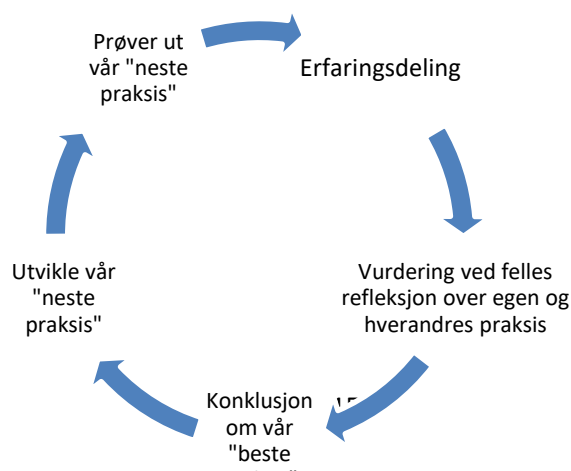 Prøver ut
vår "neste
praksis"
Erfaringsdeling
Vurdering ved felles
refleksjon over egen og
hverandres praksis
Konklusjon
om vår
"beste
Utvikle vår
"neste
praksis"